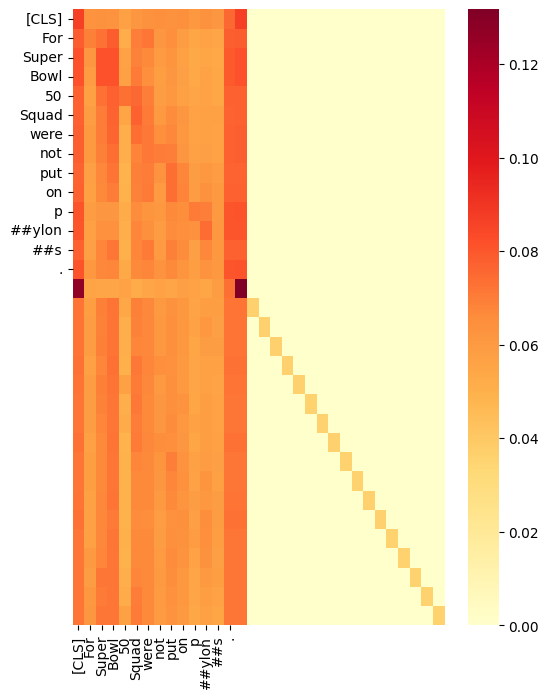 [CLS]
For
Super
Bowl
50
Squad
were
not
put
on
p
##ylon
##s
.
[CLS]
For
Super
Bowl
50
Squad
were
not
put
on
p
##ylon
##s
.
0.12
0.10
0.08
0.06
0.04
0.02
0.00